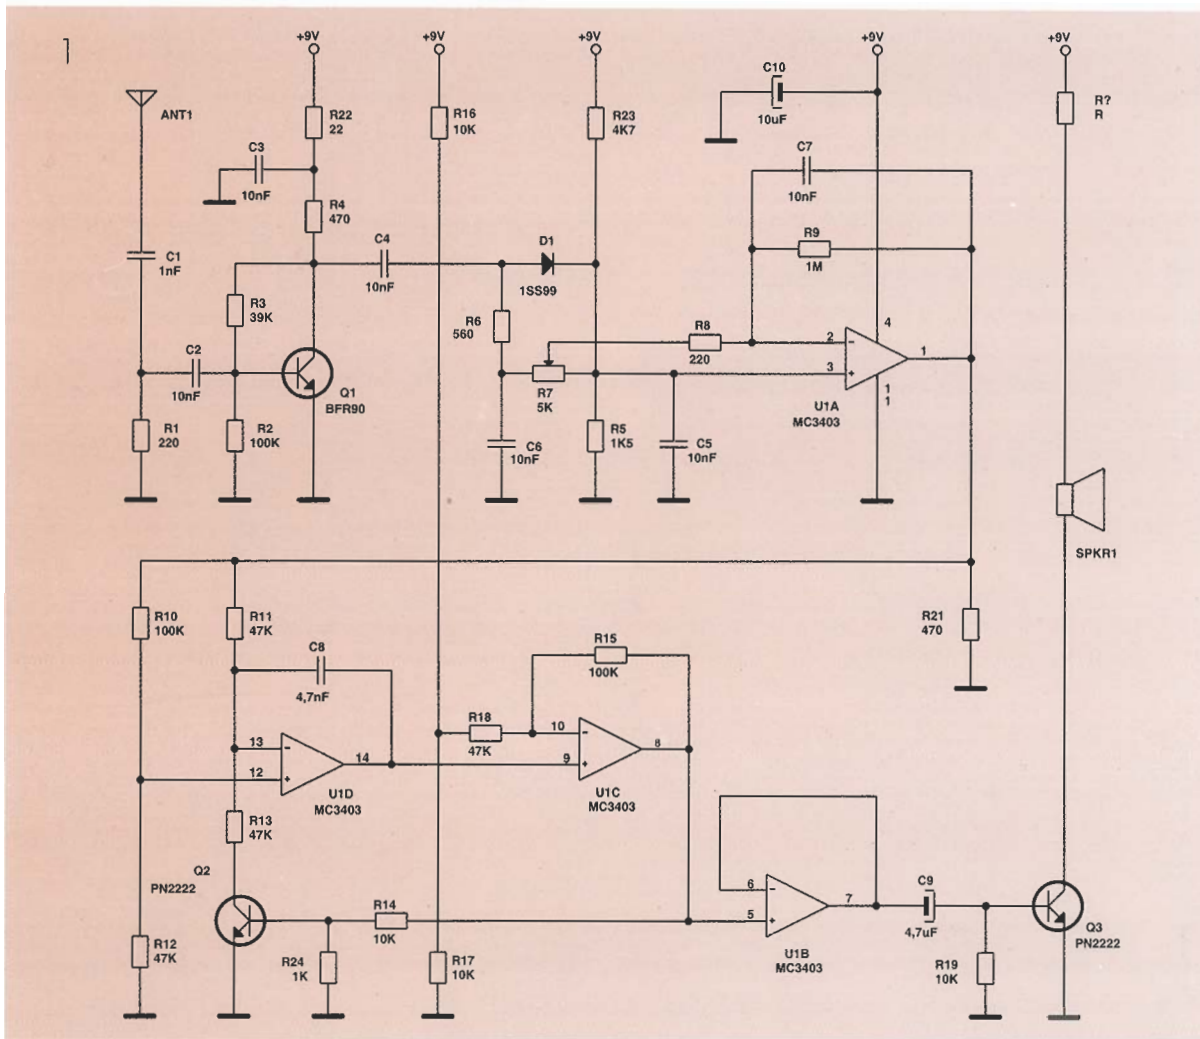 1
+9V
+9V
+9V
+9V
+9V
ANT1
R22
22
R16
10K
R23
4K7
C10
10uF
R?
R
C3
10nF
R4
470
C7
10nF
C1
1nF
C4
10nF
D1
1SS99
R9
1M
R3
39K
R6
560
R8
220
4
2
-
3
+
1
1
1
U1A
MC3403
C2
10nF
Q1
BFR90
R7
5K
R1
220
R2
100K
C6
10nF
R5
1K5
C5
10nF
SPKR1
R10
100K
R11
47K
C8
4,7nF
R15
100K
R21
470
R18
47K
10
-
9
+
8
U1C
MC3403
13
-
12
+
14
U1D
MC3403
R13
47K
Q2
PN2222
R14
10K
6
-
5
+
7
U1B
MC3403
C9
4,7uF
Q3
PN2222
R12
47K
R24
1K
R17
10K
R19
10K